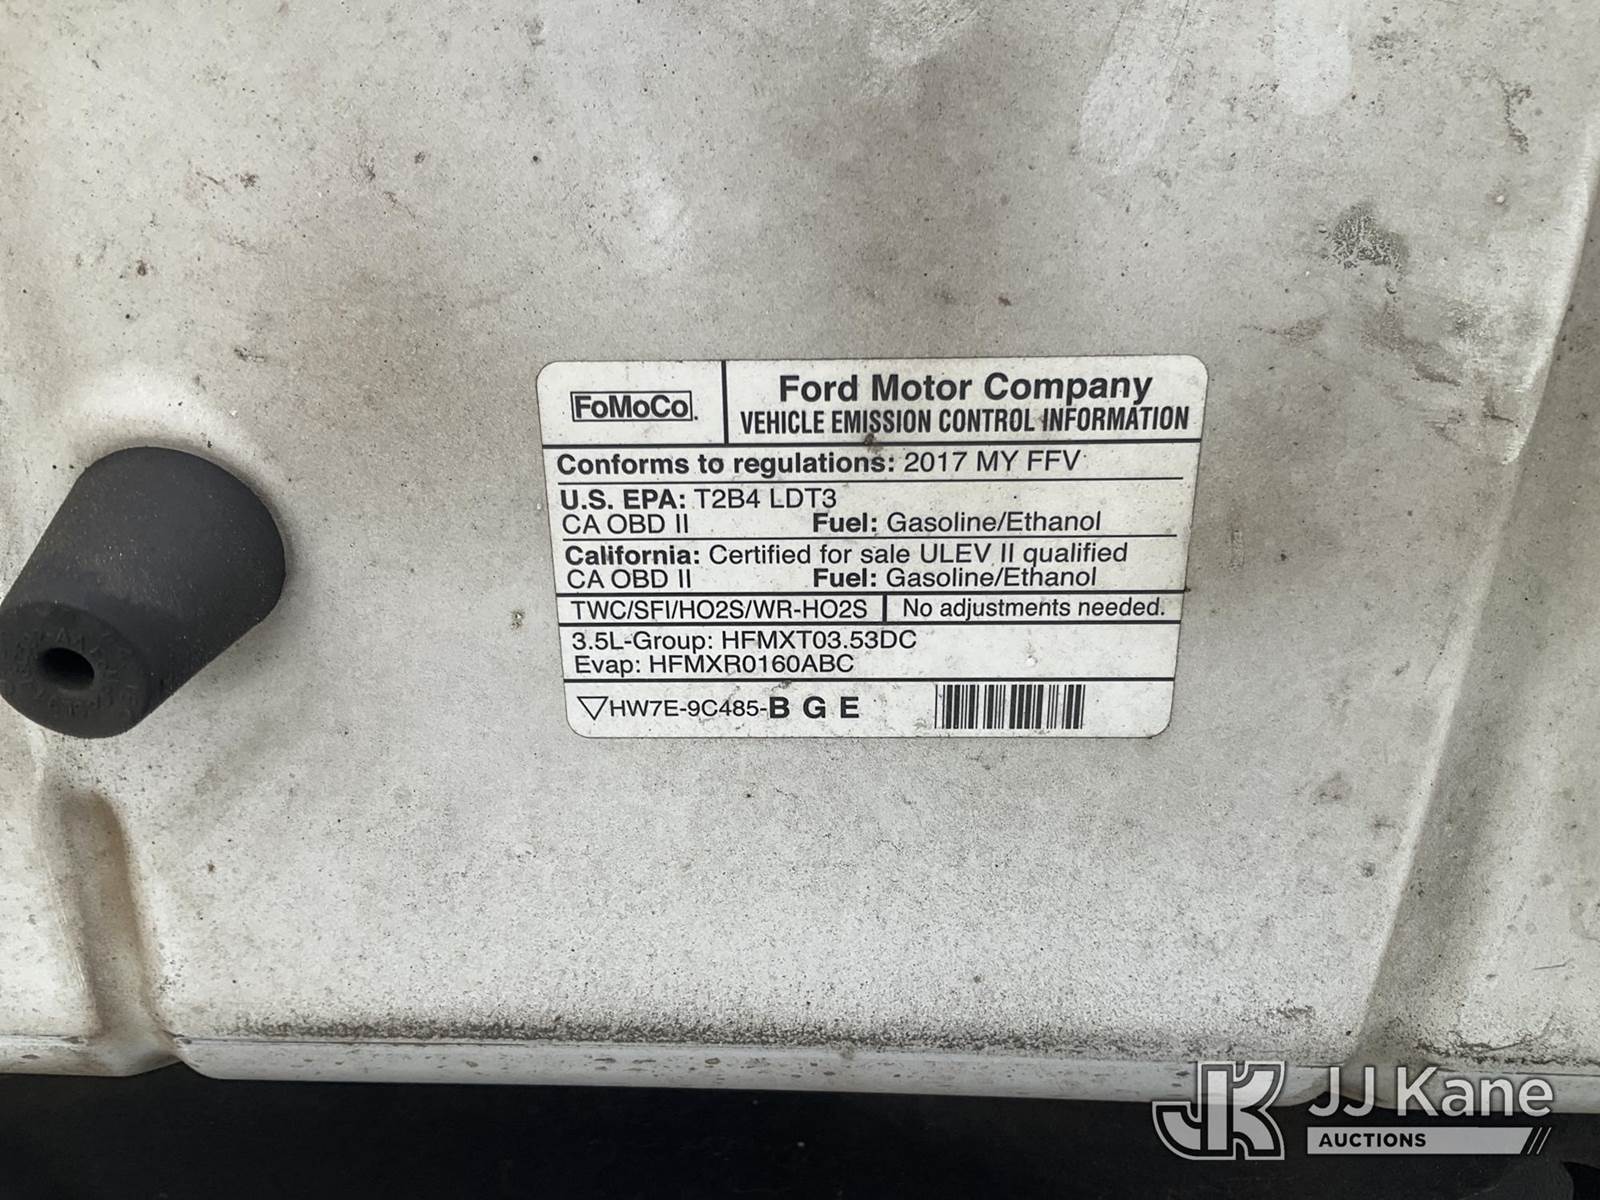 FoMoCo.
Ford Motor Company
VEHICLE EMISSION CONTROL INFORMATION
Conforms to regulations: 2017 MY FFV
U.S. EPA: T2B4 LDT3
CA OBD II Fuel: Gasoline/Ethanol
California: Certified for sale ULEV II qualified
CA OBD II Fuel: Gasoline/Ethanol
TWC/SFI/HO2S/WR-HO2S No adjustments needed.
3.5L-Group: HFMXT03.53DC
Evap: HFMXR0160ABC
HW7E-9C485-B G E
JK JJ Kane
AUCTIONS